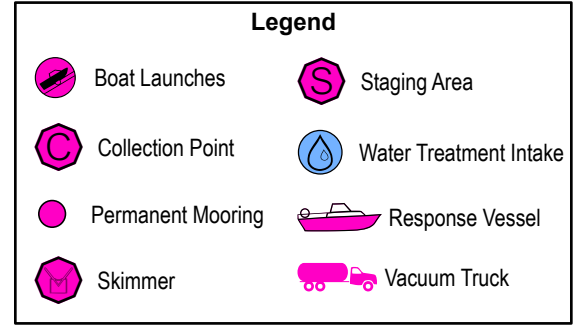 Legend
Boat Launches
S Staging Area
C Collection Point
Water Treatment Intake
Permanent Mooring
Response Vessel
Skimmer
Vacuum Truck